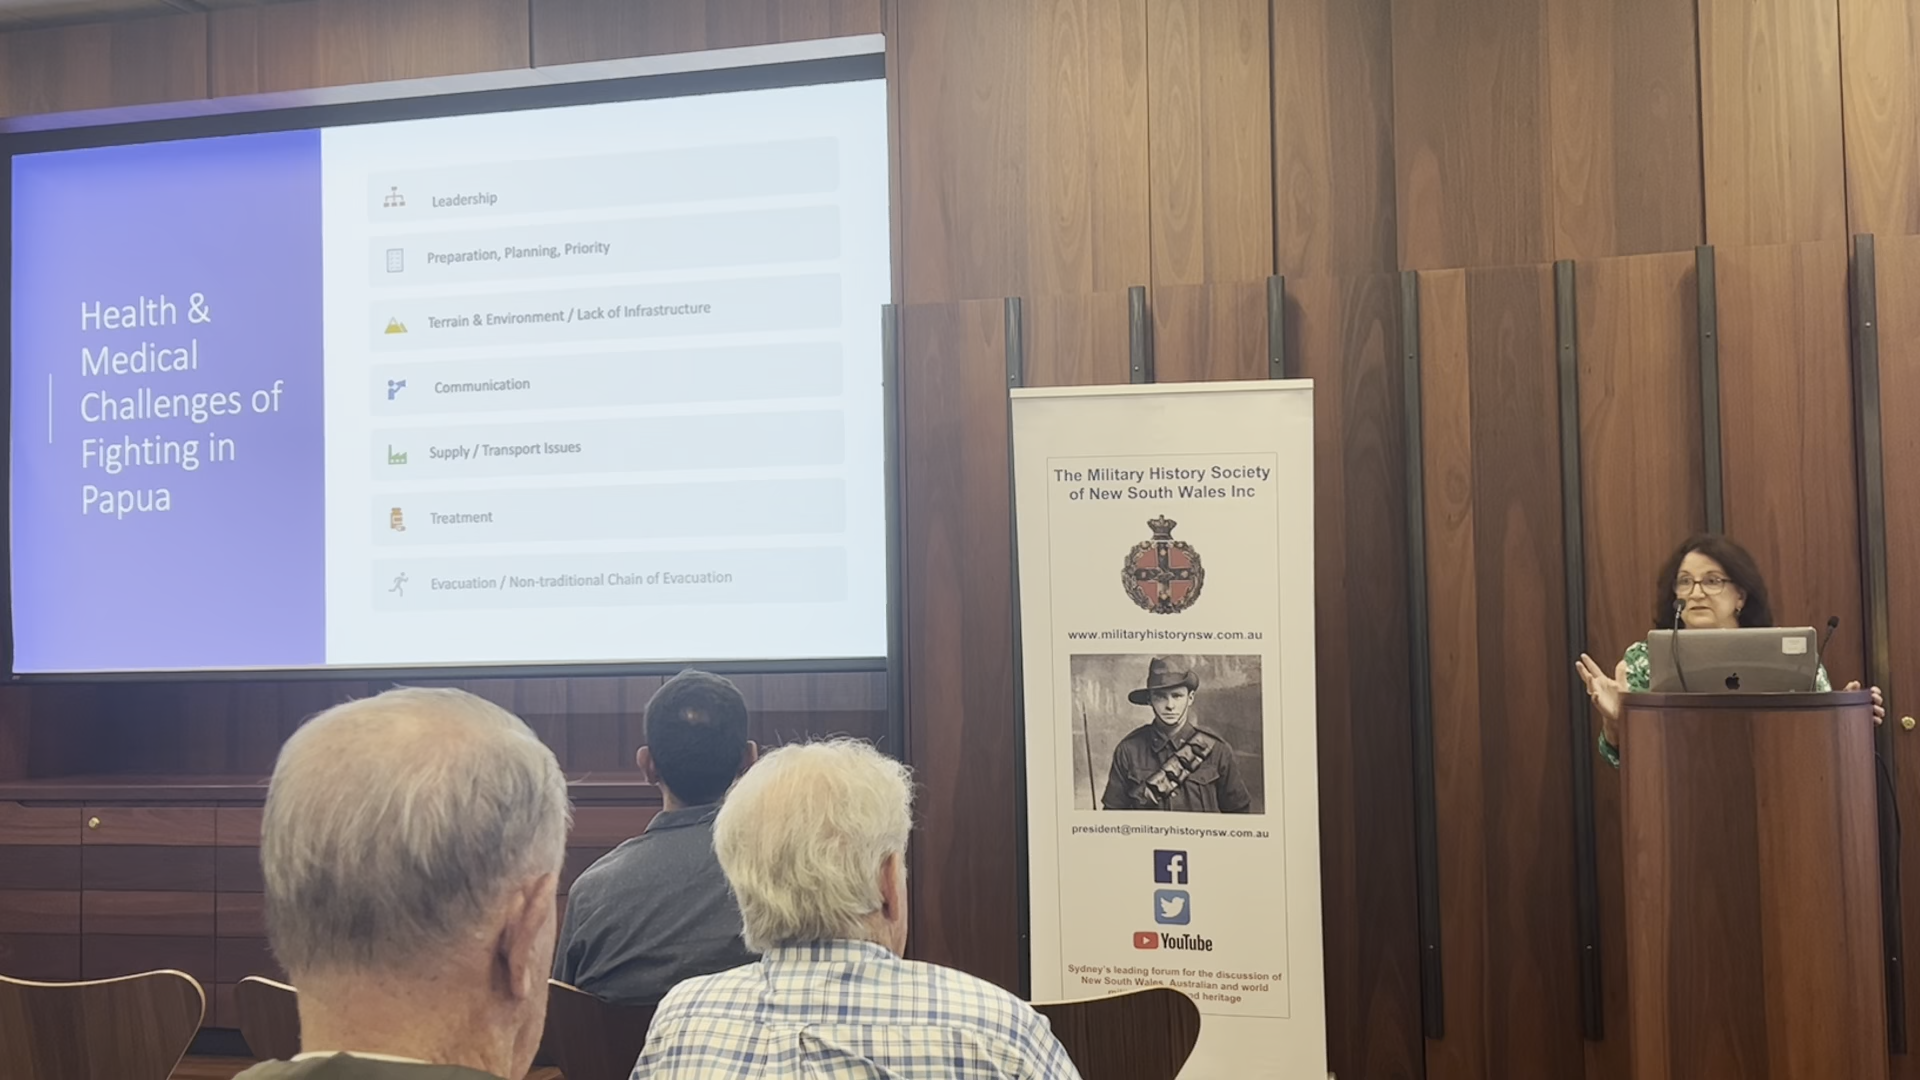 Health &
Medical
Challenges of
Fighting in
Papua
Leadership
Preparation, Planning, Priority
Terrain & Environment / Lack of Infrastructure
Communication
Supply / Transport Issues
Treatment
Evacuation / Non-traditional Chain of Evacuation
The Military History Society
of New South Wales Inc
www.militaryhistorynsw.com.au
president@militaryhistorynsw.com.au
YouTube
Sydney's leading forum for the discussion of
New South Wales, Australian and world
heritage